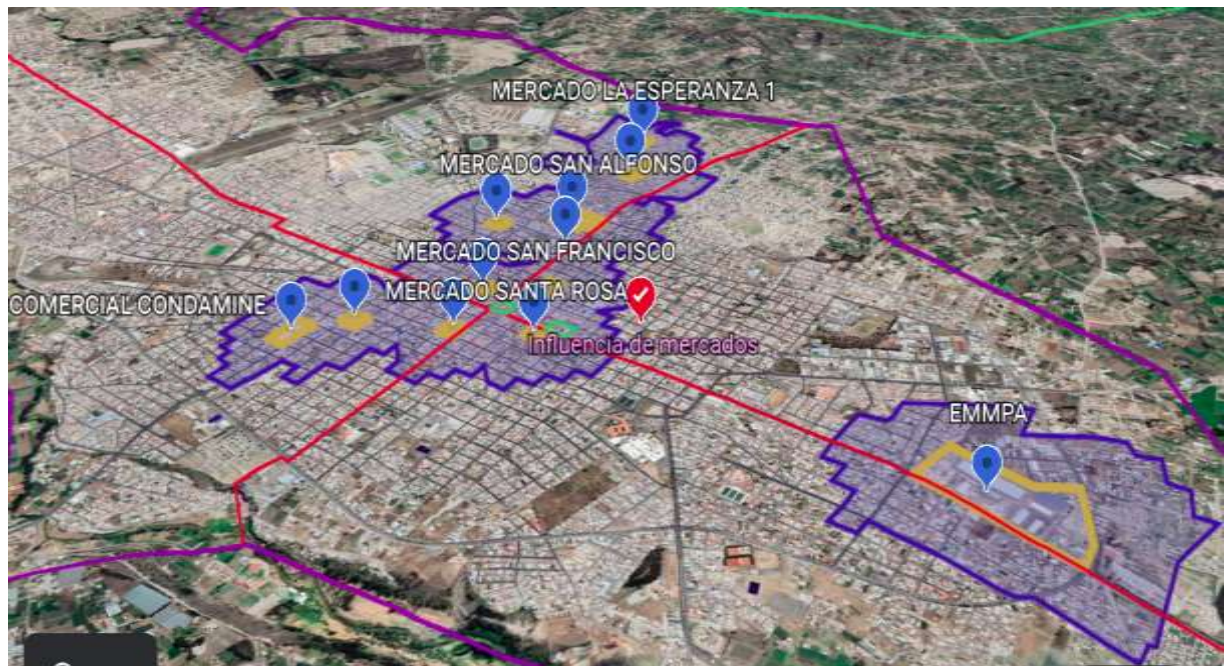 MERCADO LA ESPERANZA 1
MERCADO SAN ALFONSO
MERCADO SAN FRANCISCO
COMERCIAL CONDAMINE
MERCADO SANTA ROSA
Influencia de mercados
EMMPA